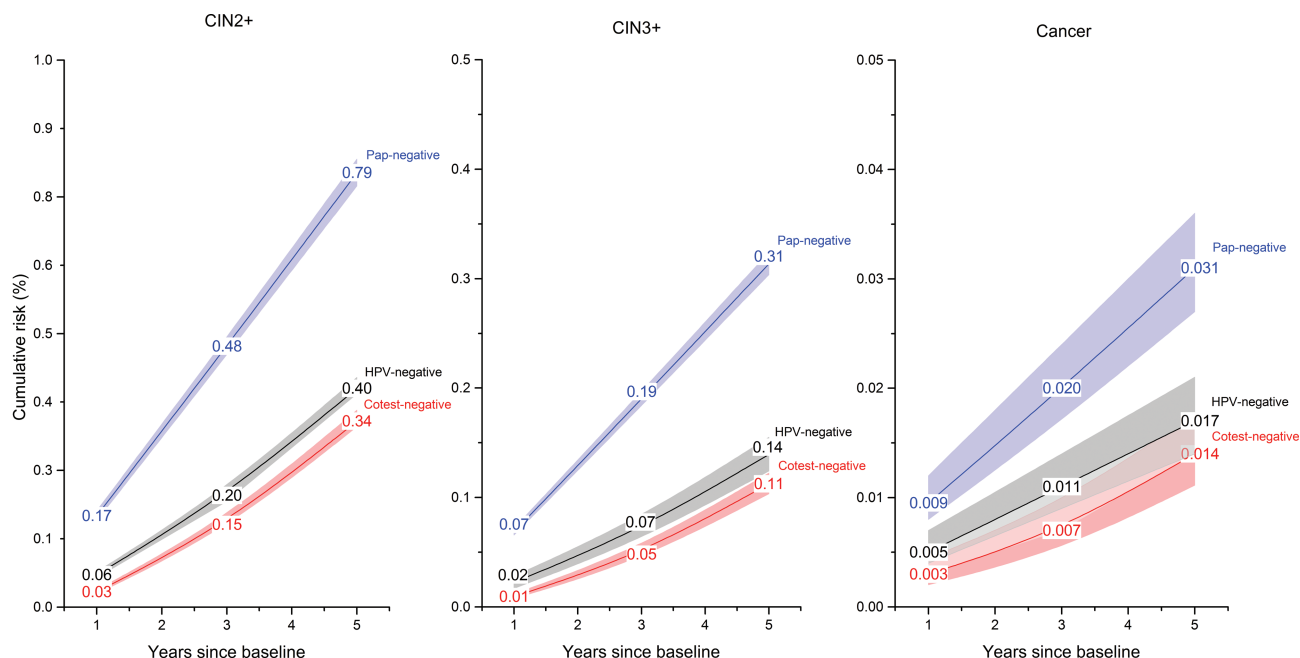 CIN2+
CIN3+
Cancer
Cumulative risk (%)
1.0
0.9
0.8
0.6
0.5
0.4
0.3
0.1
0.0
Pap-negative
0.79
0.48
0.17
HPV-negative
0.40
0.20
0.06
Cotest-negative
0.34
0.15
0.03
1 2 3 4 5
Years since baseline
0.5
0.4
0.3
0.2
0.1
0.0
Pap-negative
0.31
0.19
0.07
HPV-negative
0.14
0.07
0.02
Cotest-negative
0.11
0.05
0.01
1 2 3 4 5
Years since baseline
0.05
0.04
0.03
0.02
0.01
0.00
Pap-negative
0.031
0.020
0.009
HPV-negative
0.017
0.011
0.005
Cotest-negative
0.014
0.007
0.003
1 2 3 4 5
Years since baseline